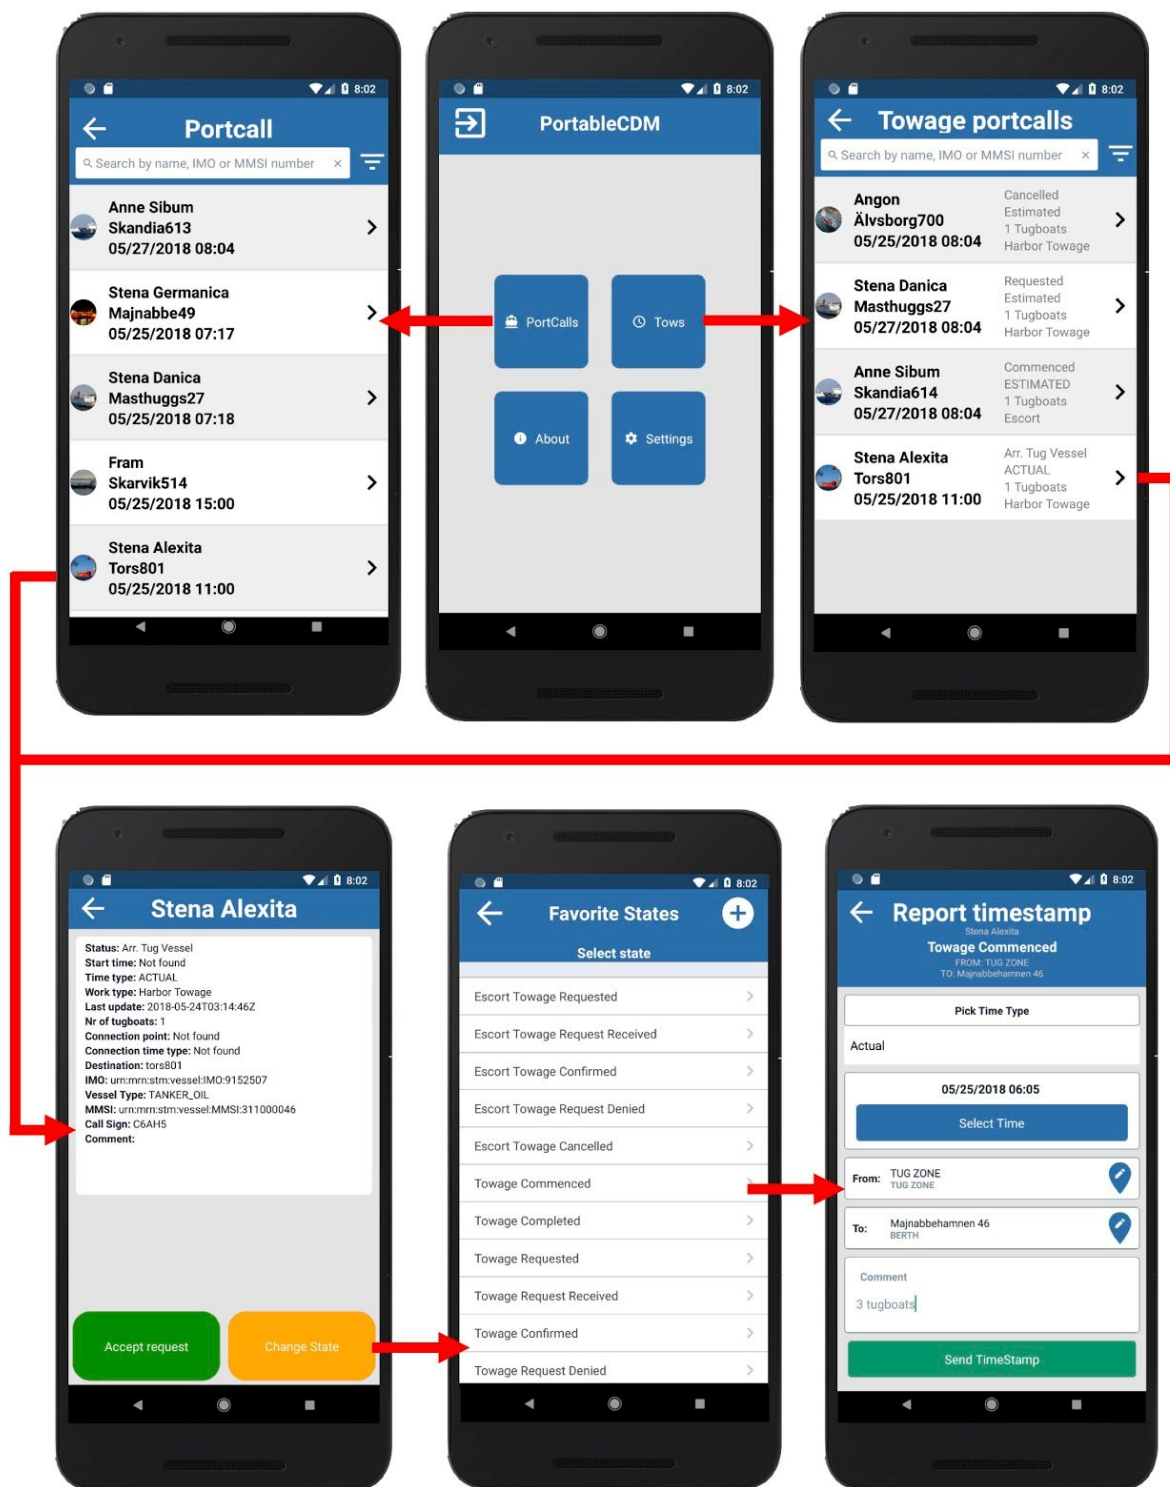 8:02
Portcall
Search by name, IMO or MMSI number ×
Anne Sibum
Skandia613
05/27/2018 08:04
Stena Germanica
Majnabbe49
05/25/2018 07:17
Stena Danica
Masthuggs27
05/25/2018 07:18
Fram
Skarvik514
05/25/2018 15:00
Stena Alexita
Tors801
05/25/2018 11:00
8:02
PortableCDM
PortCalls
Tows
About
Settings
8:02
Towage portcalls
Search by name, IMO or MMSI number ×
Angon
Älvsborg700
05/25/2018 08:04
Cancelled
Estimated
1 Tugboats
Harbor Towage
Stena Danica
Masthuggs27
05/27/2018 08:04
Requested
Estimated
1 Tugboats
Harbor Towage
Anne Sibum
Skandia614
05/27/2018 08:04
Commenced
ESTIMATED
1 Tugboats
Escort
Stena Alexita
Tors801
05/25/2018 11:00
Arr. Tug Vessel
ACTUAL
1 Tugboats
Harbor Towage
8:02
Stena Alexita
Status: Arr. Tug Vessel
Start time: Not found
Time type: ACTUAL
Work type: Harbor Towage
Last update: 2018-05-24T03:14:46Z
Nr of tugboats: 1
Connection point: Not found
Connection time type: Not found
Destination: tors801
IMO: urn:mrn:stm:vessel:IMO:9152507
Vessel Type: TANKER_OIL
MMSI: urn:mrn:stm:vessel:MMSI:311000046
Call Sign: C6AH5
Comment:
Accept request
Change State
8:02
Favorite States
Select state
Escort Towage Requested
Escort Towage Request Received
Escort Towage Confirmed
Escort Towage Request Denied
Escort Towage Cancelled
Towage Commenced
Towage Completed
Towage Requested
Towage Request Received
Towage Confirmed
Towage Request Denied
8:02
Report timestamp
Stena Alexita
Towage Commenced
FROM: TUG ZONE
TO: Majnabbehamnen 46
Pick Time Type
Actual
05/25/2018 06:05
Select Time
From: TUG ZONE
TUG ZONE
To: Majnabbehamnen 46
BERTH
Comment
3 tugboats
Send TimeStamp